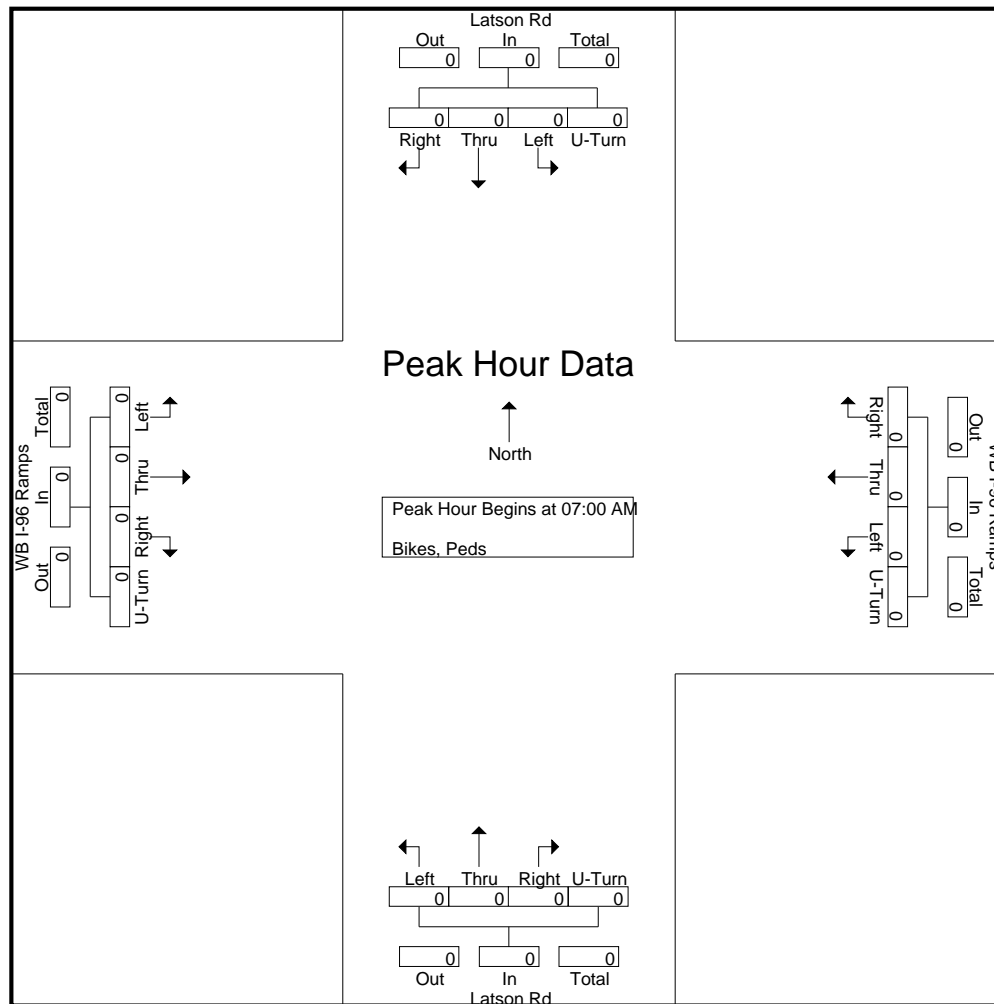 Latson Rd
Out In Total
0 0 0
0 0 0 0
Right Thru Left U-Turn
Peak Hour Data
North
Peak Hour Begins at 07:00 AM
Bikes, Peds
WB I-96 Ramps
Out In Total
0 0 0
0 0 0 0
U-Turn Right Thru Left
Right Thru Left U-Turn
0 0 0 0
Out In Total
0 0 0
WB I-96 Ramps
Left Thru Right U-Turn
0 0 0 0
0 0 0
Out In Total
Latson Rd